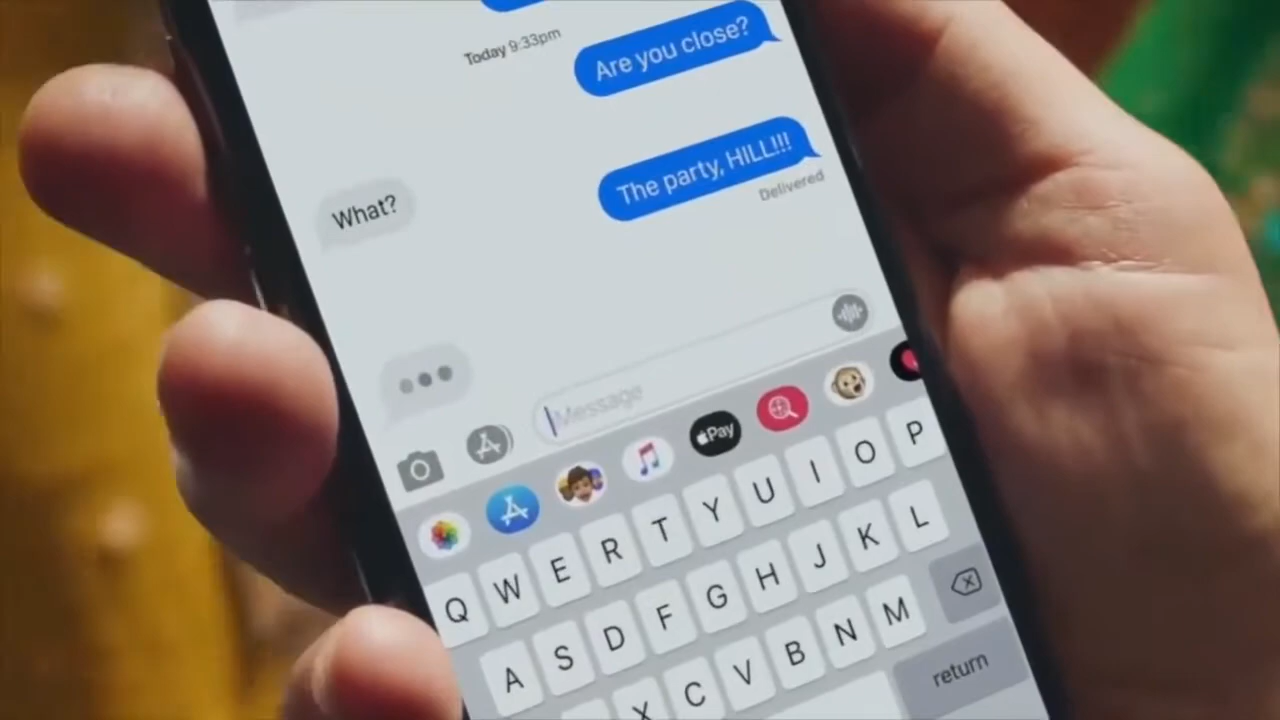 Today 9:33pm
Are you close?
What?
The party, HILL!!!
Delivered
Message
Pay
Q W E R T Y U I O P
A S D F G H J K L
X C V B N M
return